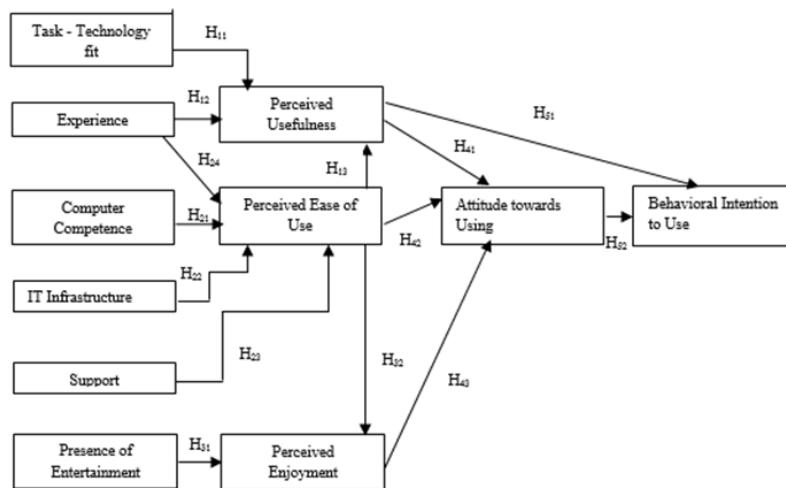 Task - Technology
fit
H₁₁
Experience
H₁₂
Perceived
Usefulness
H₅₁
H₄₁
H₂₄
H₁₃
Computer
Competence
H₂₁
Perceived Ease of
Use
H₄₂
Attitude towards
Using
H₅₂
Behavioral Intention
to Use
IT Infrastructure
H₂₂
Support
H₂₃
H₃₂
H₄₃
Presence of
Entertainment
H₃₁
Perceived
Enjoyment